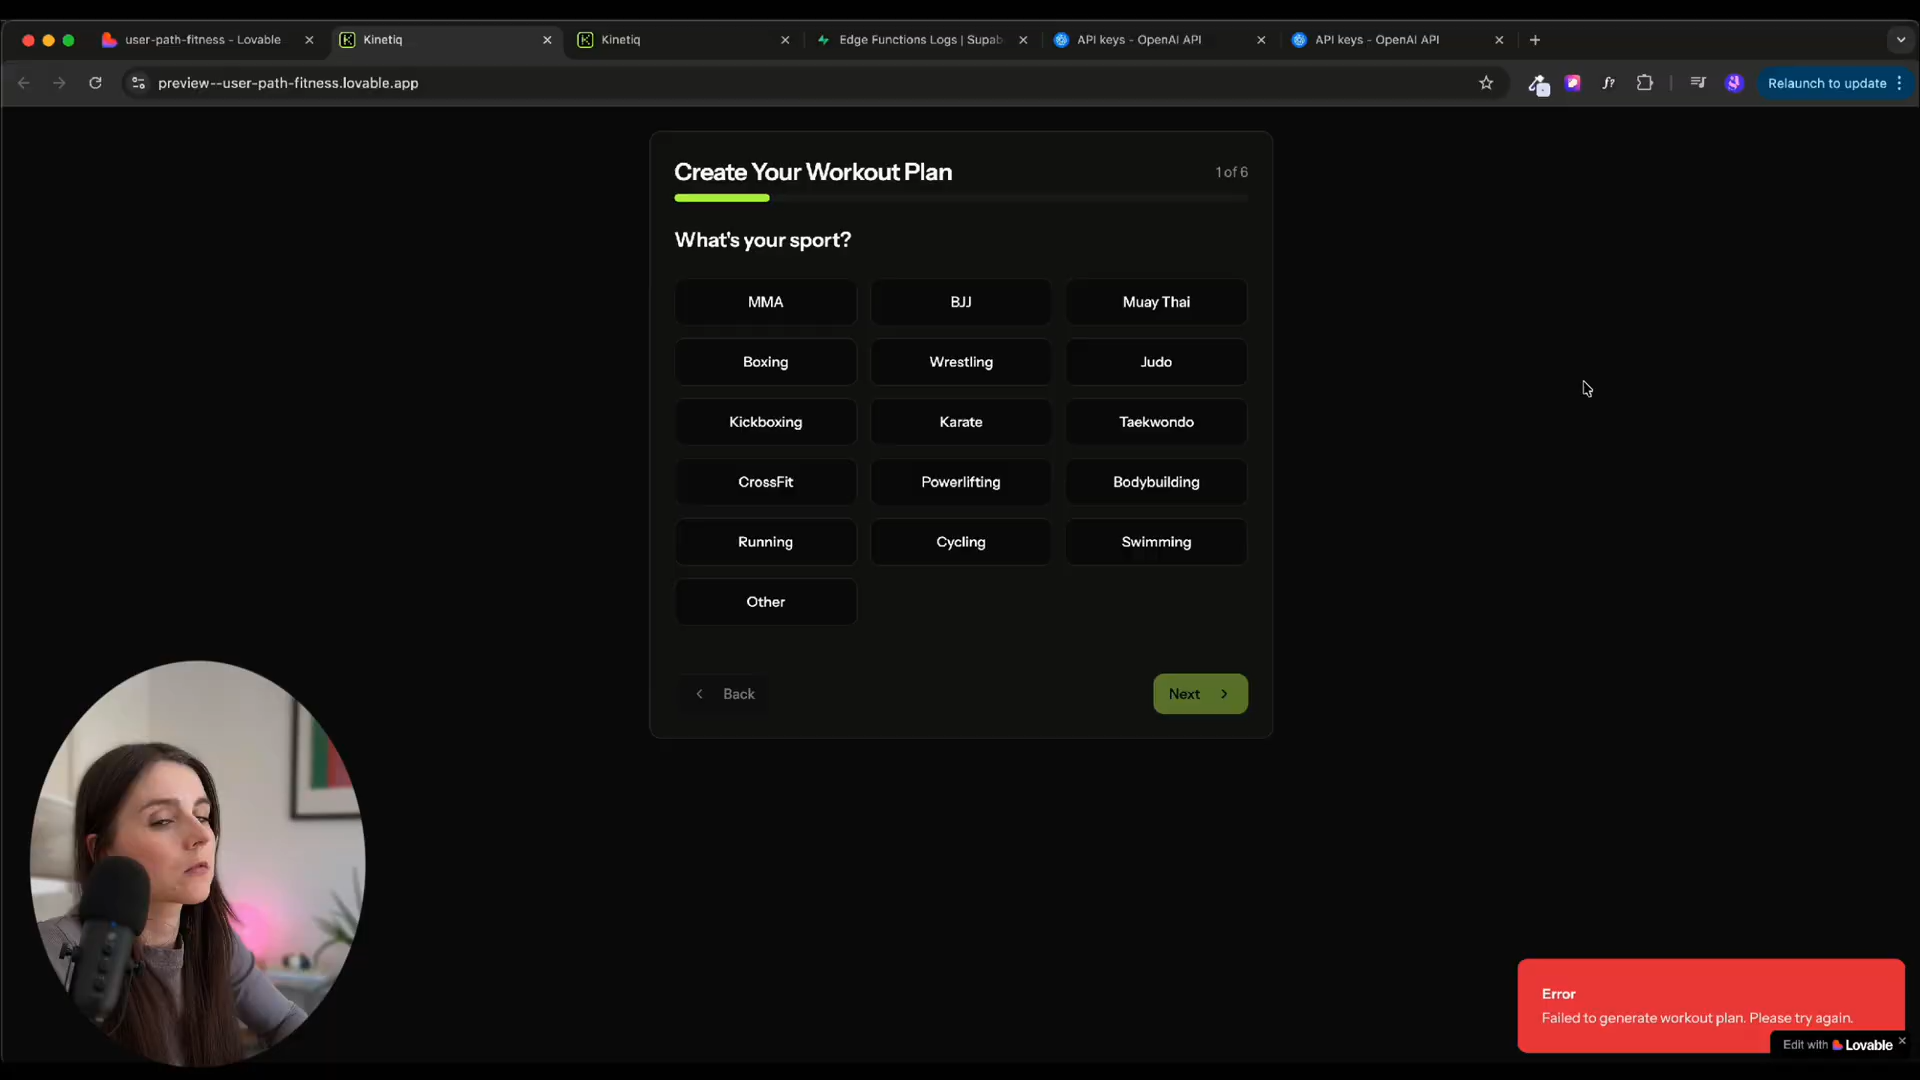 user-path-fitness - Lovable
Kinetiq
Kinetiq
Edge Functions Logs | Supab
API keys - OpenAI API
API keys - OpenAI API
preview--user-path-fitness.lovable.app
f?
Relaunch to update
Create Your Workout Plan
1 of 6
What's your sport?
MMA
BJJ
Muay Thai
Boxing
Wrestling
Judo
Kickboxing
Karate
Taekwondo
CrossFit
Powerlifting
Bodybuilding
Running
Cycling
Swimming
Other
Back
Next
Error
Failed to generate workout plan. Please try again.
Edit with Lovable